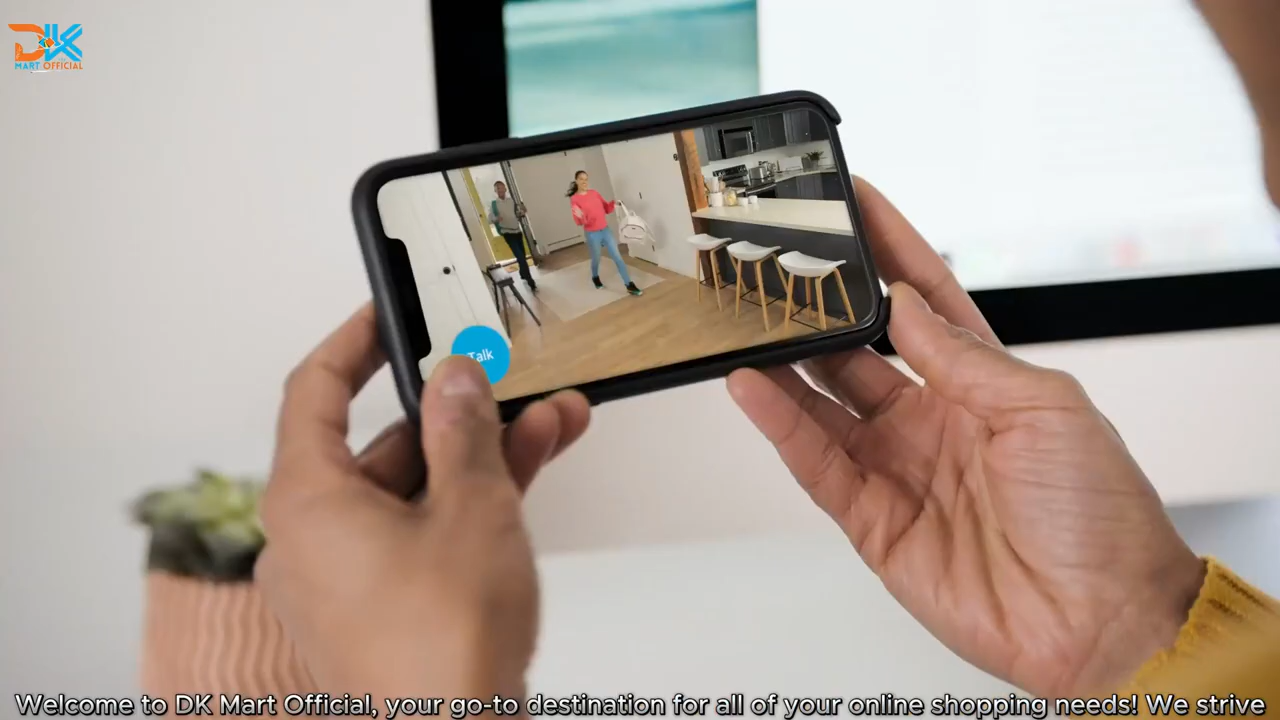 DK
MART OFFICIAL
Talk
Welcome to DK Mart Official, your go-to destination for all of your online shopping needs! We strive